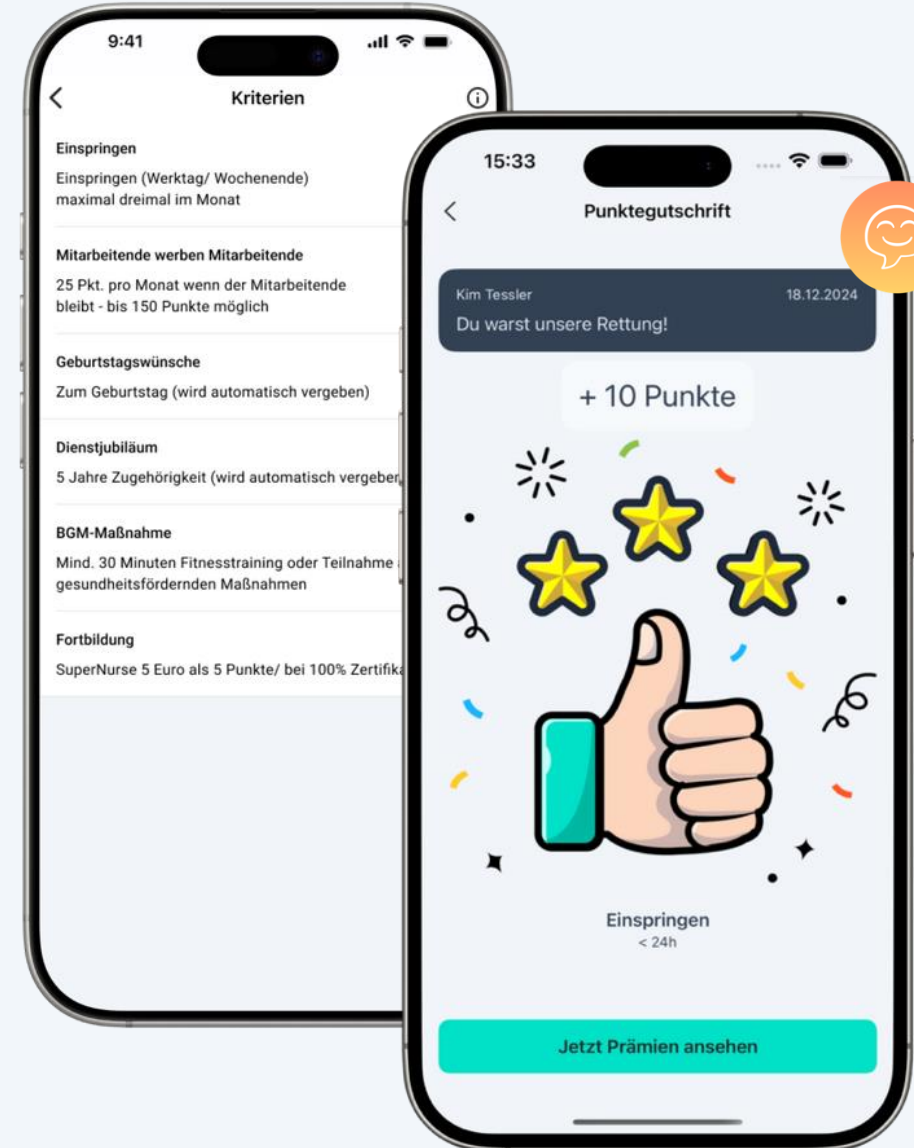 9:41
Kriterien
Einspringen
Einspringen (Werktag/ Wochenende)
maximal dreimal im Monat
Mitarbeitende werben Mitarbeitende
25 Pkt. pro Monat wenn der Mitarbeitende
bleibt - bis 150 Punkte möglich
Geburtstagswünsche
Zum Geburtstag (wird automatisch vergeben)
Dienstjubiläum
5 Jahre Zugehörigkeit (wird automatisch
BGM-Maßnahme
Mind. 30 Minuten Fitnesstraining oder Teilnahme
gesundheitsfördernden Maßnahmen
Fortbildung
SuperNurse 5 Euro als 5 Punkte/ bei 100%
15:33
Punktegutschrift
Kim Tessler 18.12.2024
Du warst unsere Rettung!
+ 10 Punkte
Einspringen
< 24h
Jetzt Prämien ansehen